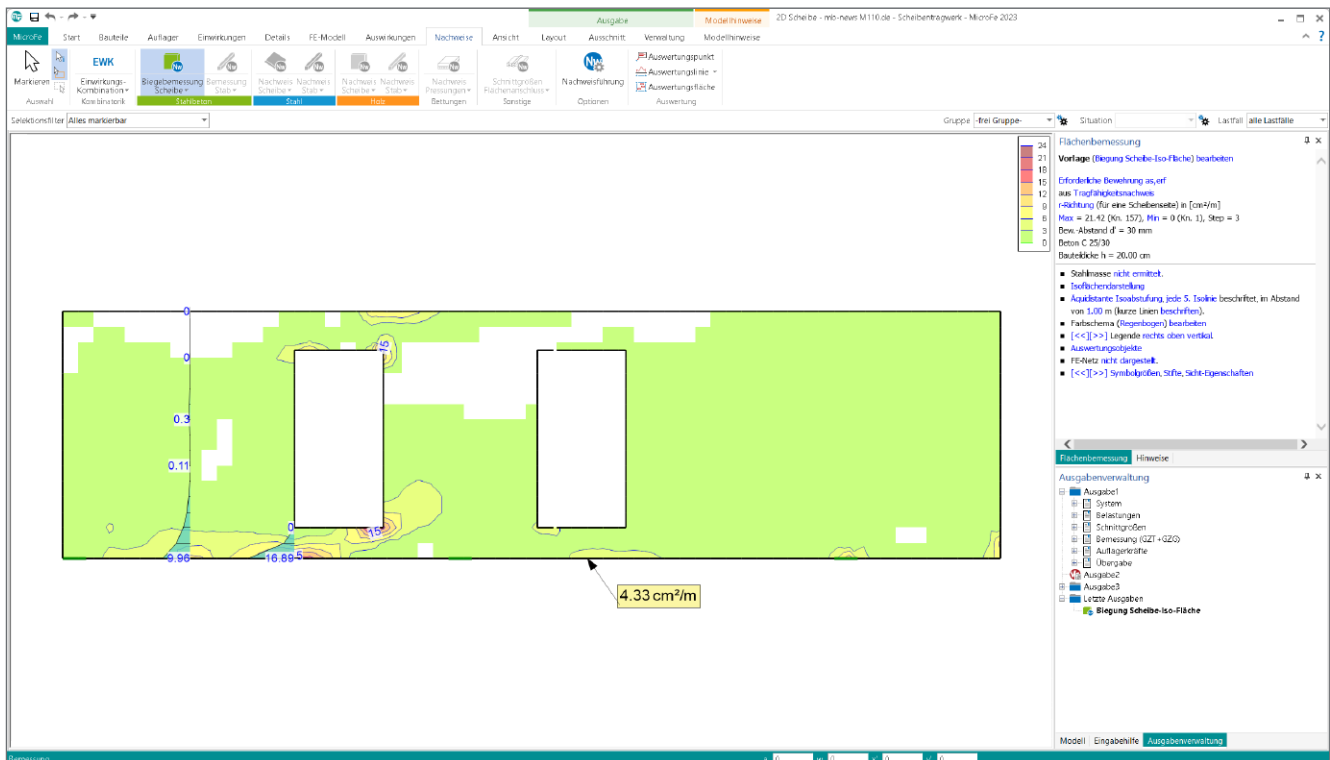 Ausgabe Modellhinweise 2D Scheibe - mb-news M110.de - Scheibentragwerk - MicroFe 2023
MicroFe Start Bauteile Auflager Einwirkungen Details FE-Modell Auswirkungen Nachweise Ansicht Layout Ausschnitt Verwaltung Modellhinweise
Markieren
Auswahl
EWK
Einwirkungs-
Kombination
Kombinatorik
Biegebemessung
Scheibe
Bemessung
Stab
Stahlbeton
Nachweis
Scheibe
Nachweis
Stab
Stahl
Nachweis
Scheibe
Nachweis
Stab
Holz
Nachweis
Pressungen
Bettungen
Schnittgrößen
Flächenanschluss
Sonstige
Nachweisführung
Optionen
Auswertungspunkt
Auswertungslinie
Auswertungsfläche
Auswertung
Selektionsfilter Alles markierbar
Gruppe -frei Gruppe- Situation Lastfall alle Lastfälle
24
21
18
15
12
9
6
3
0
0
0
0.3
0.11
0
9.96
16.89
15
15
4.33 cm²/m
Flächenbemessung
Vorlage (Biegung Scheibe-Iso-Fläche) bearbeiten
Erforderliche Bewehrung as,erf
aus Tragfähigkeitsnachweis
r-Richtung (für eine Scheibenseite) in [cm²/m]
Max = 21.42 (Kn. 157), Min = 0 (Kn. 1), Step = 3
Bew.-Abstand d' = 30 mm
Beton C 25/30
Bauteildicke h = 20.00 cm
Stahlmasse nicht ermittelt.
Isoflächendarstellung
Äquidistante Isoabstufung, jede 5. Isolinie beschriftet, im Abstand
von 1.00 m (kurze Linien beschriften).
Farbschema (Regenbogen) bearbeiten
[<<][>>] Legende rechts oben vertikal.
Auswertungsobjekte
FE-Netz nicht dargestellt.
[<<][>>] Symbolgrößen, Stifte, Sicht-Eigenschaften
Flächenbemessung Hinweise
Ausgabenverwaltung
Ausgabe1
System
Belastungen
Schnittgrößen
Bemessung (GZT+GZG)
Auflagerkräfte
Übergabe
Ausgabe2
Ausgabe3
Letzte Ausgaben
Biegung Scheibe-Iso-Fläche
Modell Eingabehilfe Ausgabenverwaltung
Bemessung